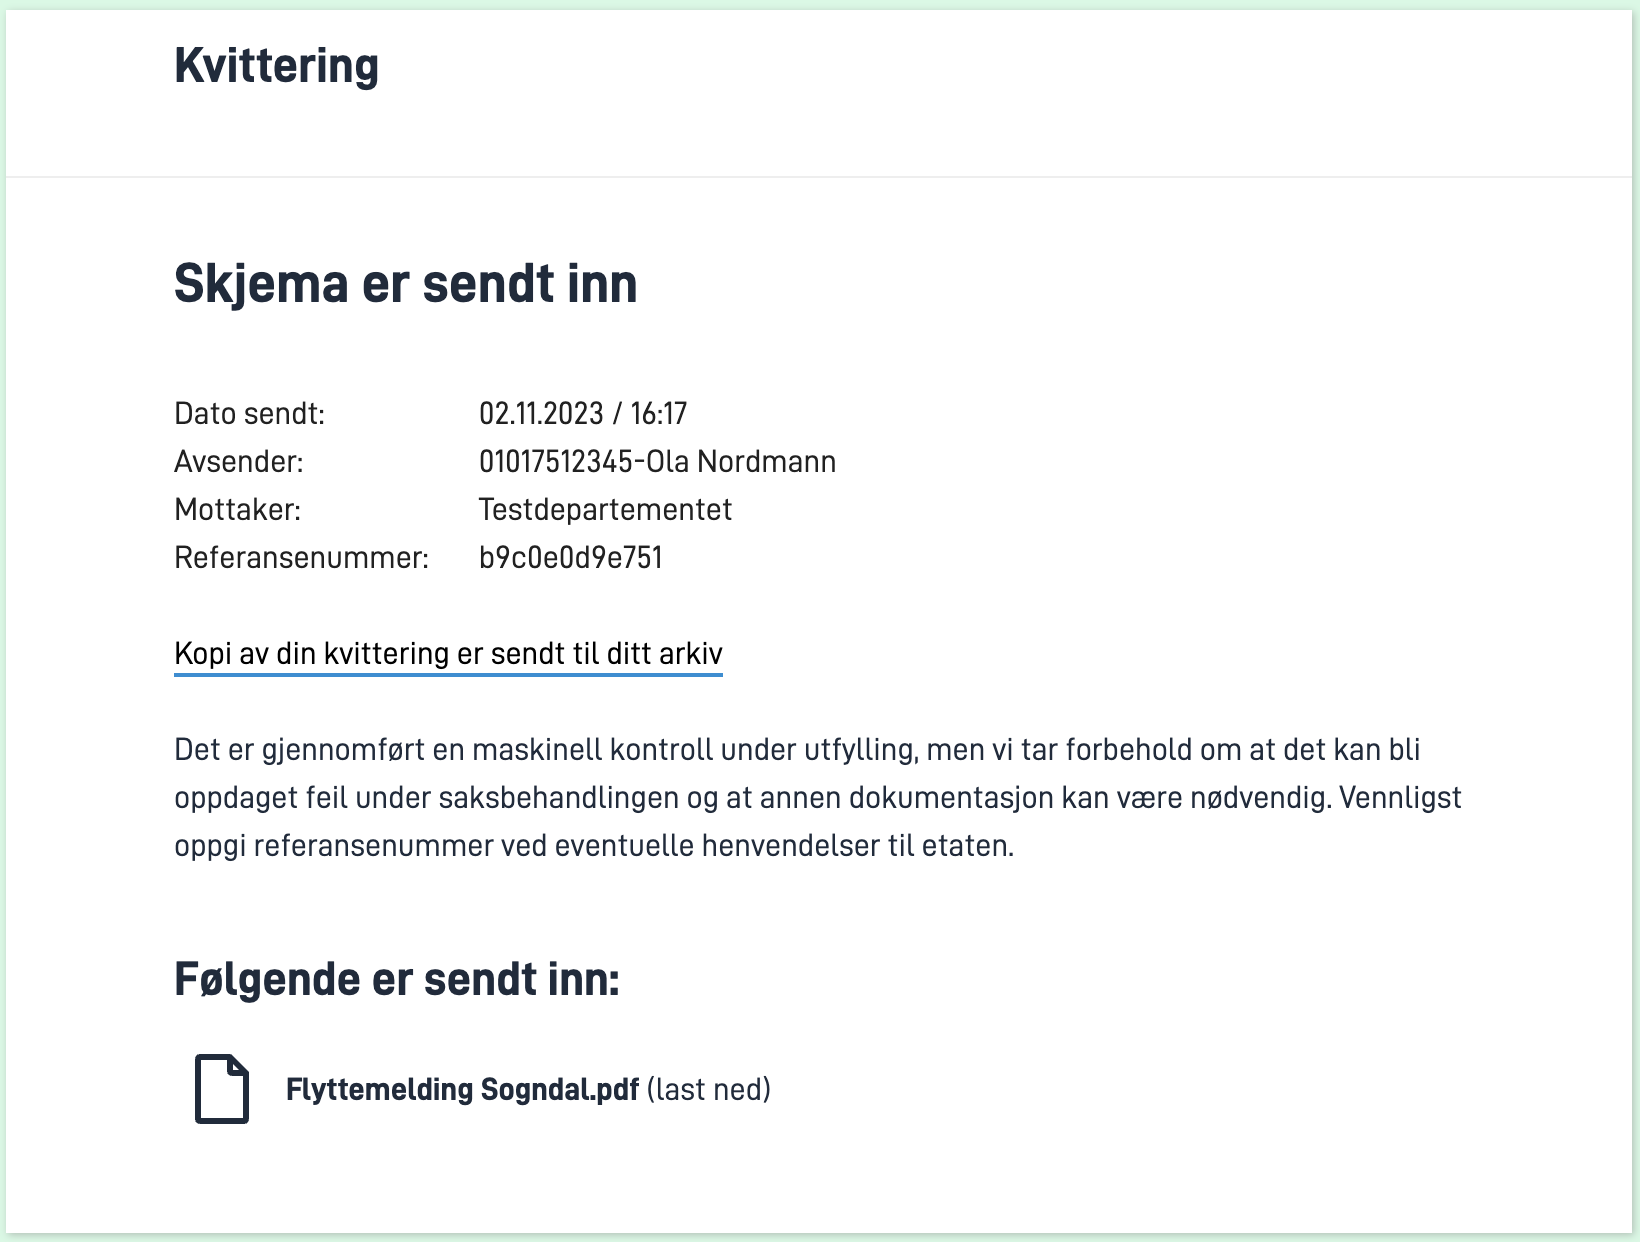 Kvittering
Skjema er sendt inn
Dato sendt: 02.11.2023 / 16:17
Avsender: 01017512345-Ola Nordmann
Mottaker: Testdepartementet
Referansenummer: b9c0e0d9e751
Kopi av din kvittering er sendt til ditt arkiv
Det er gjennomført en maskinell kontroll under utfylling, men vi tar forbehold om at det kan bli
oppdaget feil under saksbehandlingen og at annen dokumentasjon kan være nødvendig. Vennligst
oppgi referansenummer ved eventuelle henvendelser til etaten.
Følgende er sendt inn:
Flyttemelding Sogndal.pdf (last ned)